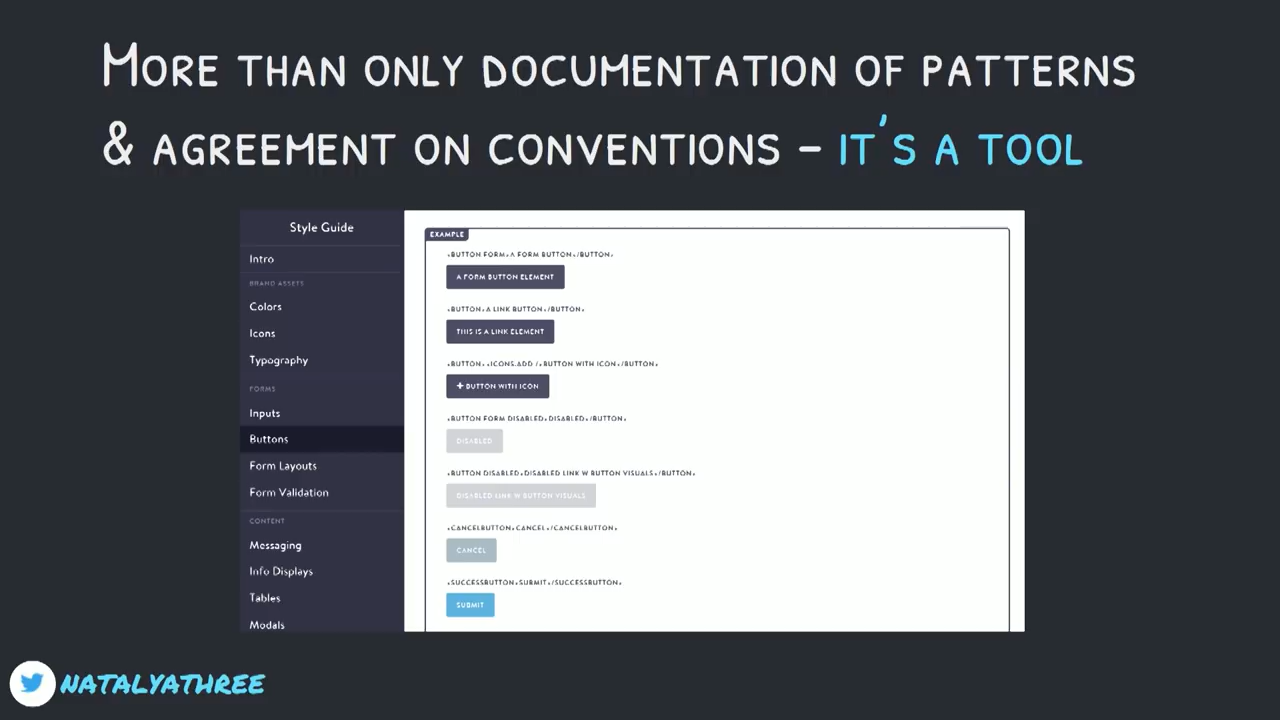 MORE THAN ONLY DOCUMENTATION OF PATTERNS
& AGREEMENT ON CONVENTIONS – IT'S A TOOL
Style Guide
Intro
BRAND ASSETS
Colors
Icons
Typography
FORMS
Inputs
Buttons
Form Layouts
Form Validation
CONTENT
Messaging
Info Displays
Tables
Modals
EXAMPLE
<BUTTON FORM>A FORM BUTTON</BUTTON>
A FORM BUTTON ELEMENT
<BUTTON>A LINK BUTTON</BUTTON>
THIS IS A LINK ELEMENT
<BUTTON><ICONS.ADD />BUTTON WITH ICON</BUTTON>
+ BUTTON WITH ICON
<BUTTON FORM DISABLED>DISABLED</BUTTON>
DISABLED
<BUTTON DISABLED>DISABLED LINK W BUTTON VISUALS</BUTTON>
DISABLED LINK W BUTTON VISUALS
<CANCELBUTTON>CANCEL</CANCELBUTTON>
CANCEL
<SUCCESSBUTTON>SUBMIT</SUCCESSBUTTON>
SUBMIT
NATALYATHREE